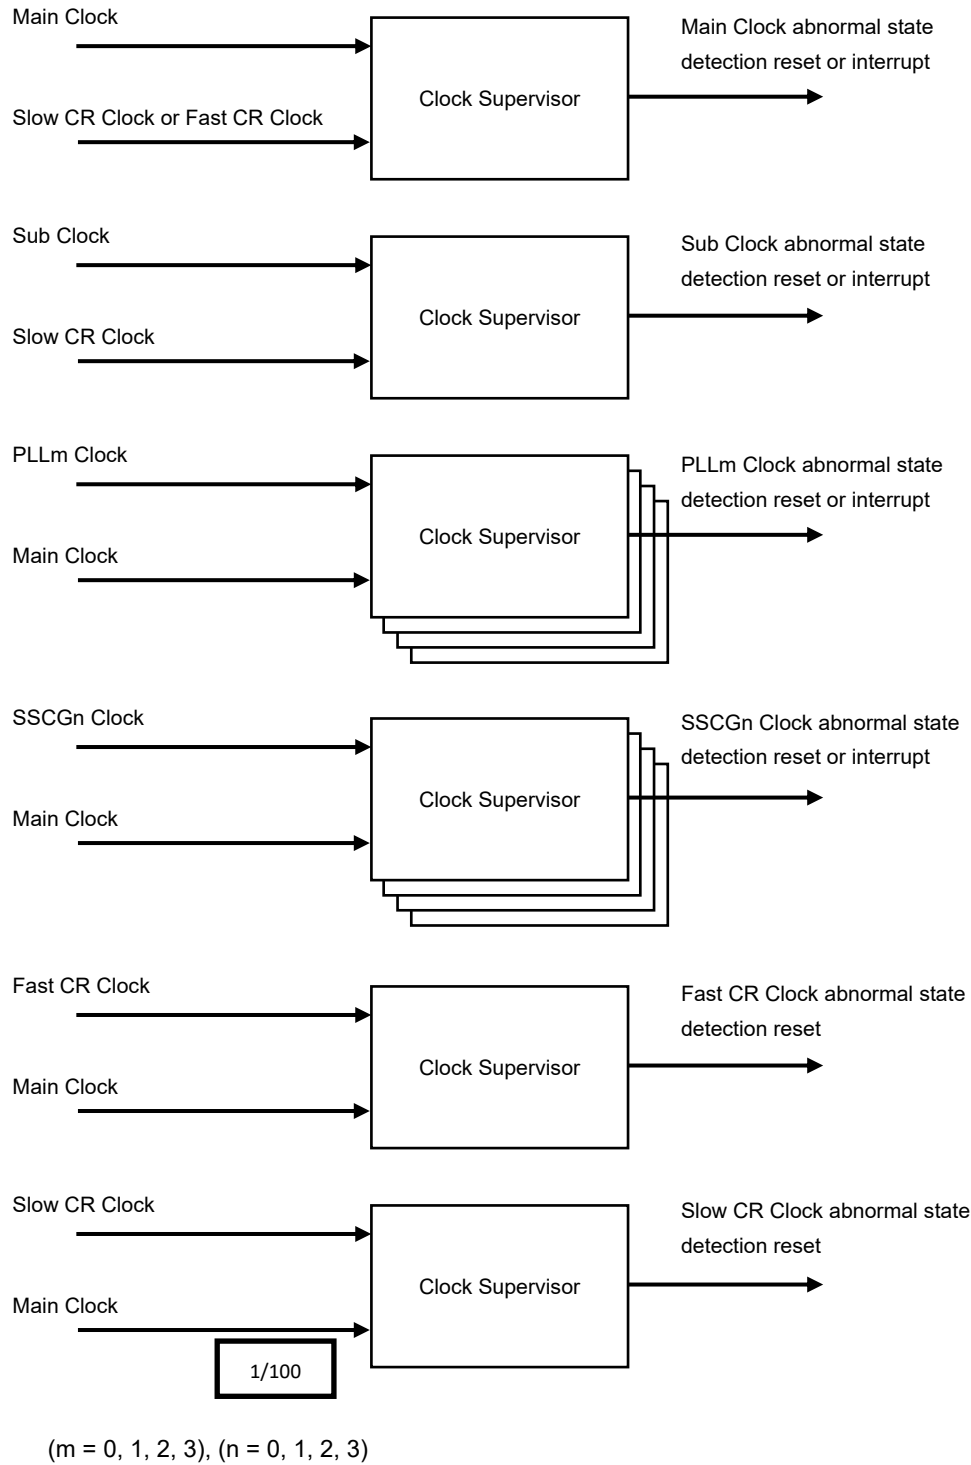 Main Clock
Slow CR Clock or Fast CR Clock
Clock Supervisor
Main Clock abnormal state
detection reset or interrupt
Sub Clock
Slow CR Clock
Clock Supervisor
Sub Clock abnormal state
detection reset or interrupt
PLLm Clock
Main Clock
Clock Supervisor
PLLm Clock abnormal state
detection reset or interrupt
SSCGn Clock
Main Clock
Clock Supervisor
SSCGn Clock abnormal state
detection reset or interrupt
Fast CR Clock
Main Clock
Clock Supervisor
Fast CR Clock abnormal state
detection reset
Slow CR Clock
Main Clock
1/100
Clock Supervisor
Slow CR Clock abnormal state
detection reset
(m = 0, 1, 2, 3), (n = 0, 1, 2, 3)